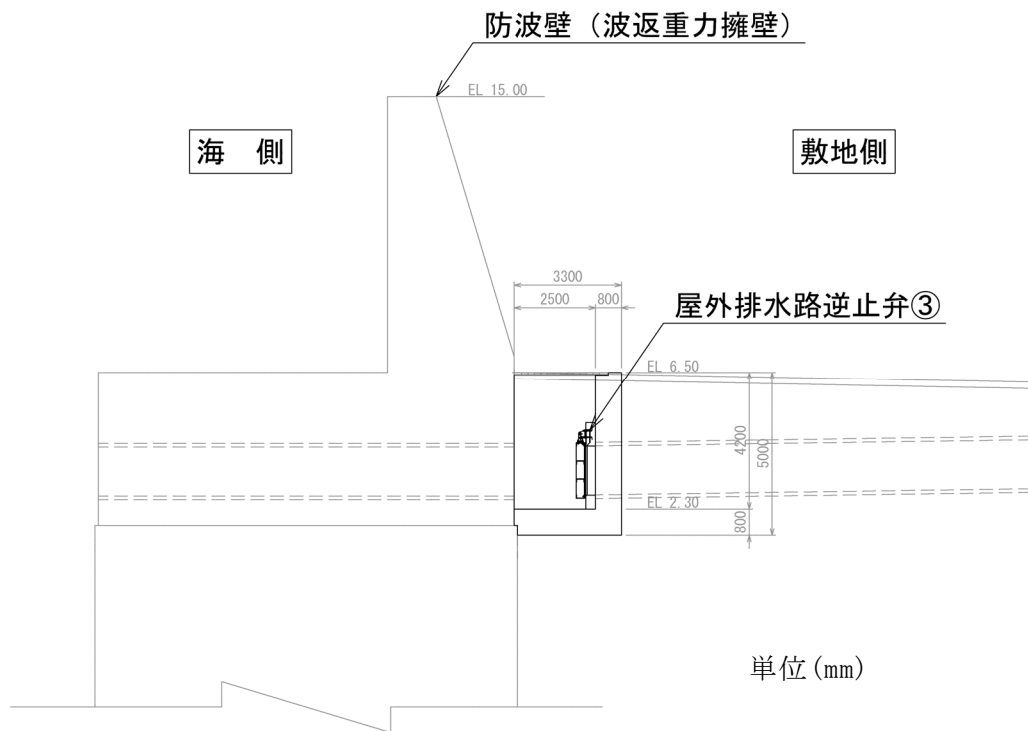 防波壁（波返重力擁壁）
EL 15.00
海　側
敷地側
3300
2500
800
屋外排水路逆止弁③
EL 6.50
4200
5000
EL 2.30
800
単位(mm)